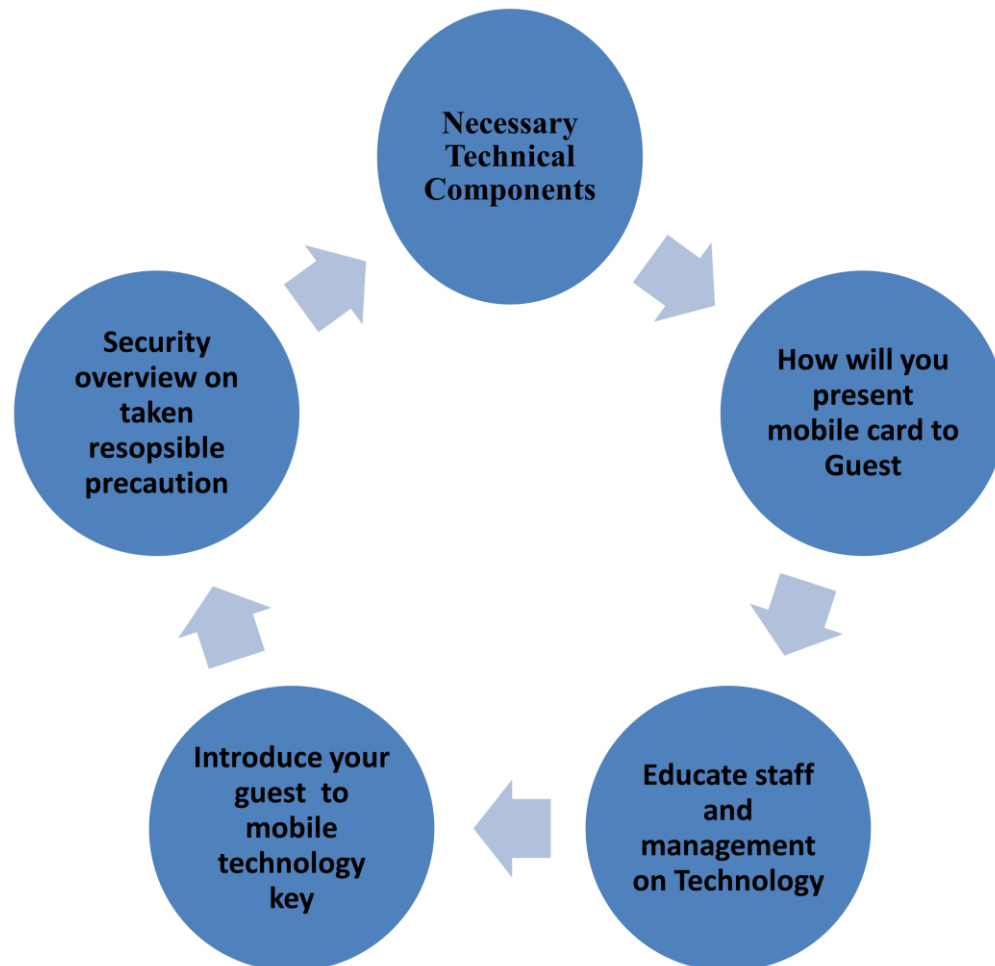 Necessary
Technical
Components
How will you
present
mobile card to
Guest
Educate staff
and
management
on Technology
Introduce your
guest to
mobile
technology
key
Security
overview on
taken
resopsible
precaution